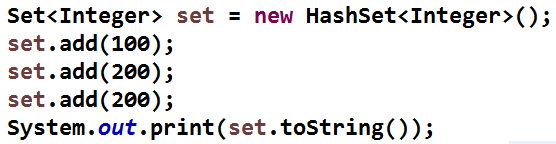 Set<Integer> set = new HashSet<Integer>();
set.add(100);
set.add(200);
set.add(200);
System.out.print(set.toString());